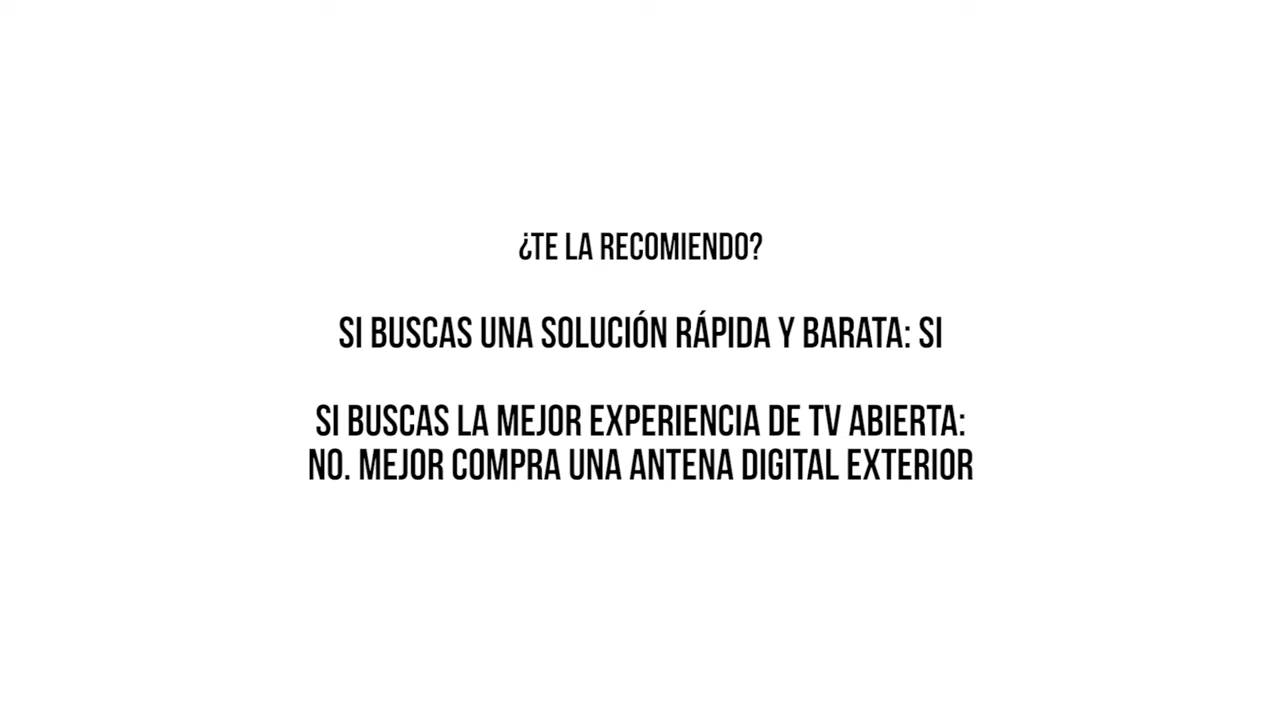 ¿TE LA RECOMIENDO?
SI BUSCAS UNA SOLUCIÓN RÁPIDA Y BARATA: SI
SI BUSCAS LA MEJOR EXPERIENCIA DE TV ABIERTA:
NO. MEJOR COMPRA UNA ANTENA DIGITAL EXTERIOR